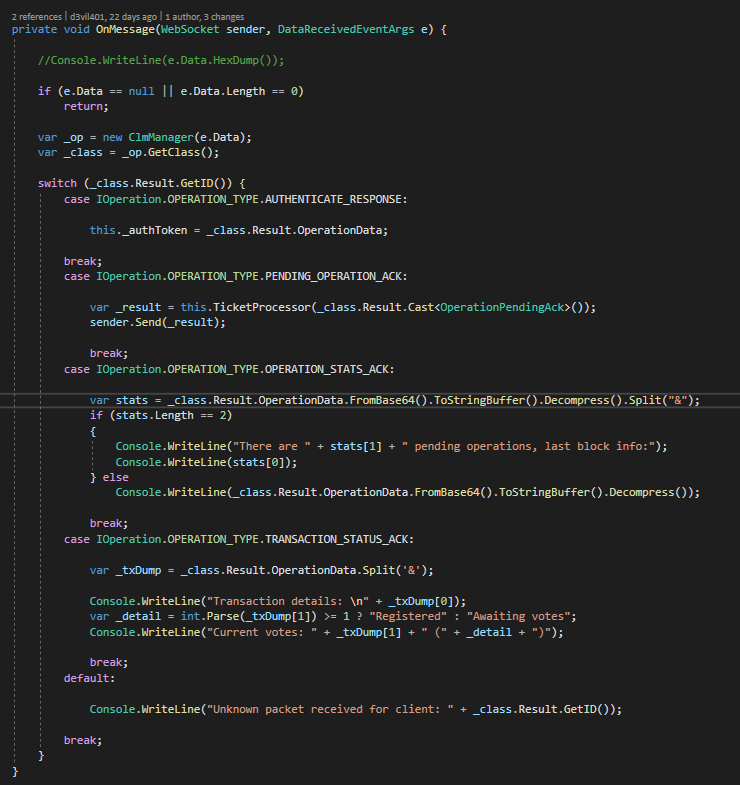 2 references | d3vil401, 22 days ago | 1 author, 3 changes
private void OnMessage(WebSocket sender, DataReceivedEventArgs e) {
//Console.WriteLine(e.Data.HexDump());
if (e.Data == null || e.Data.Length == 0)
return;
var _op = new ClmManager(e.Data);
var _class = _op.GetClass();
switch (_class.Result.GetID()) {
case IOperation.OPERATION_TYPE.AUTHENTICATE_RESPONSE:
this._authToken = _class.Result.OperationData;
break;
case IOperation.OPERATION_TYPE.PENDING_OPERATION_ACK:
var _result = this.TicketProcessor(_class.Result.Cast<OperationPendingAck>());
sender.Send(_result);
break;
case IOperation.OPERATION_TYPE.OPERATION_STATS_ACK:
var stats = _class.Result.OperationData.FromBase64().ToStringBuffer().Decompress().Split("&");
if (stats.Length == 2)
{
Console.WriteLine("There are " + stats[1] + " pending operations, last block info:");
Console.WriteLine(stats[0]);
} else
Console.WriteLine(_class.Result.OperationData.FromBase64().ToStringBuffer().Decompress());
break;
case IOperation.OPERATION_TYPE.TRANSACTION_STATUS_ACK:
var _txDump = _class.Result.OperationData.Split('&');
Console.WriteLine("Transaction details: \n" + _txDump[0]);
var _detail = int.Parse(_txDump[1]) >= 1 ? "Registered" : "Awaiting votes";
Console.WriteLine("Current votes: " + _txDump[1] + " (" + _detail + ")");
break;
default:
Console.WriteLine("Unknown packet received for client: " + _class.Result.GetID());
break;
}
}